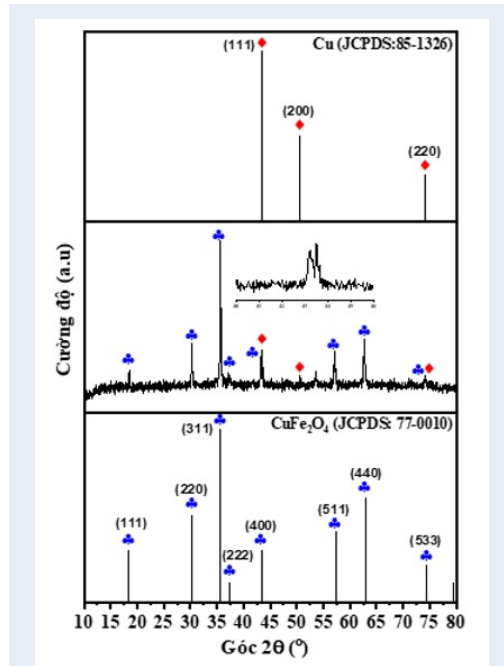 Cu (JCPDS:85-1326)
(111)
(200)
(220)
Cường độ (a.u)
CuFe₂O₄ (JCPDS: 77-0010)
(311)
(220)
(440)
(111)
(400)
(511)
(222)
(533)
10 15 20 25 30 35 40 45 50 55 60 65 70 75 80
Góc 2θ (°)